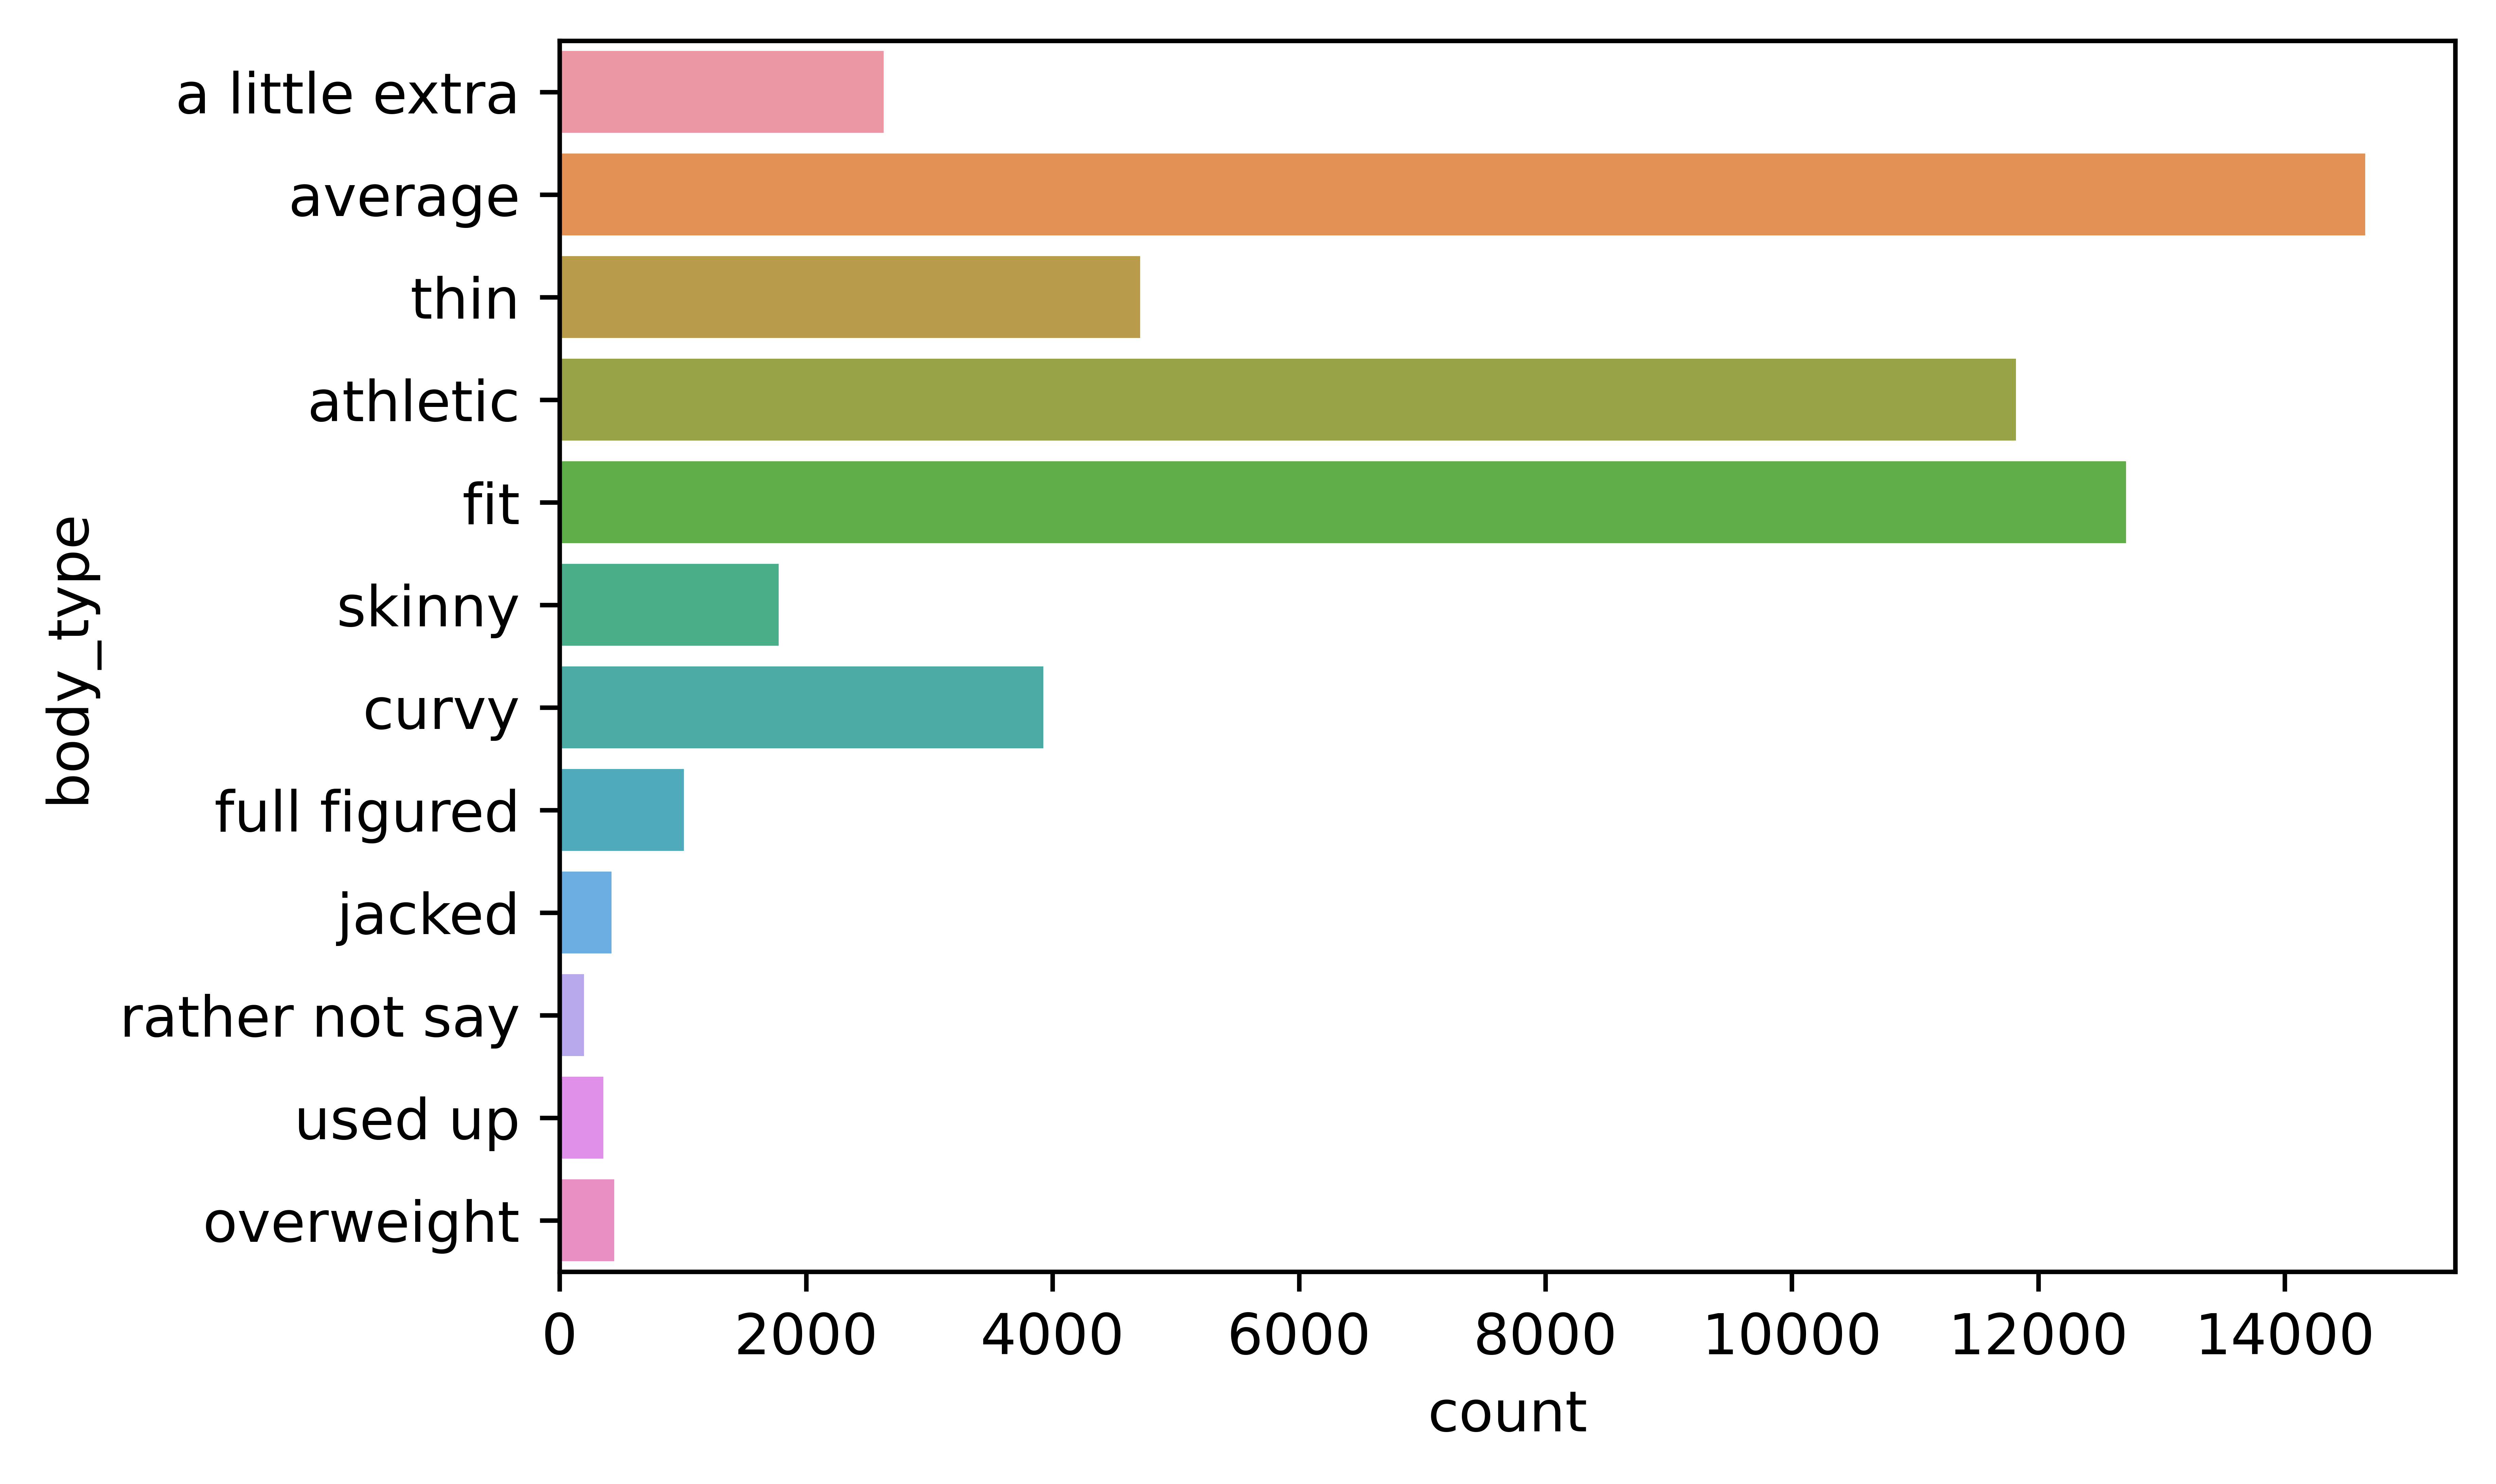 a little extra
average
thin
athletic
fit
skinny
curvy
full figured
jacked
rather not say
used up
overweight
body_type
0 2000 4000 6000 8000 10000 12000 14000
count